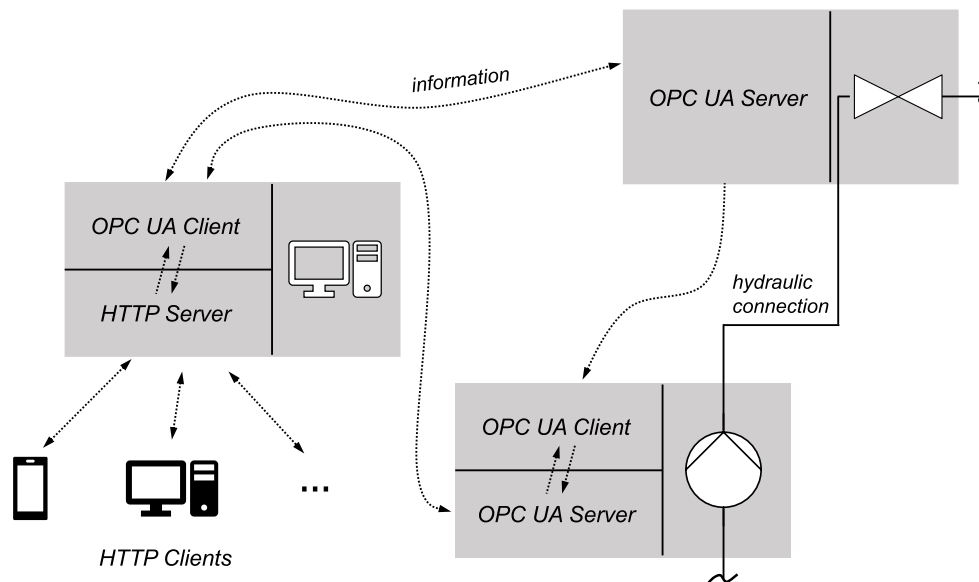 information
OPC UA Server
OPC UA Client
HTTP Server
hydraulic
connection
OPC UA Client
OPC UA Server
...
HTTP Clients